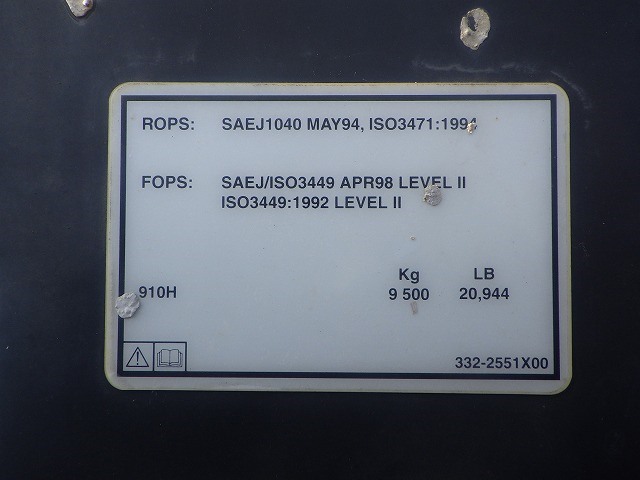 ROPS: SAEJ1040 MAY94, ISO3471:1994
FOPS: SAEJ/ISO3449 APR98 LEVEL II
ISO3449:1992 LEVEL II
Kg LB
910H 9 500 20,944
332-2551X00